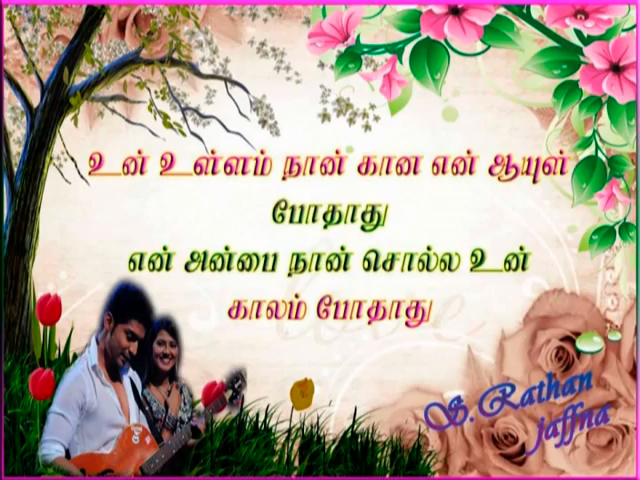 உன் உள்ளம் நான் கான என் ஆயுள்
போதாது
என் அன்பை நான் சொல்ல உன்
காலம் போதாது
S.Rathan
jaffna